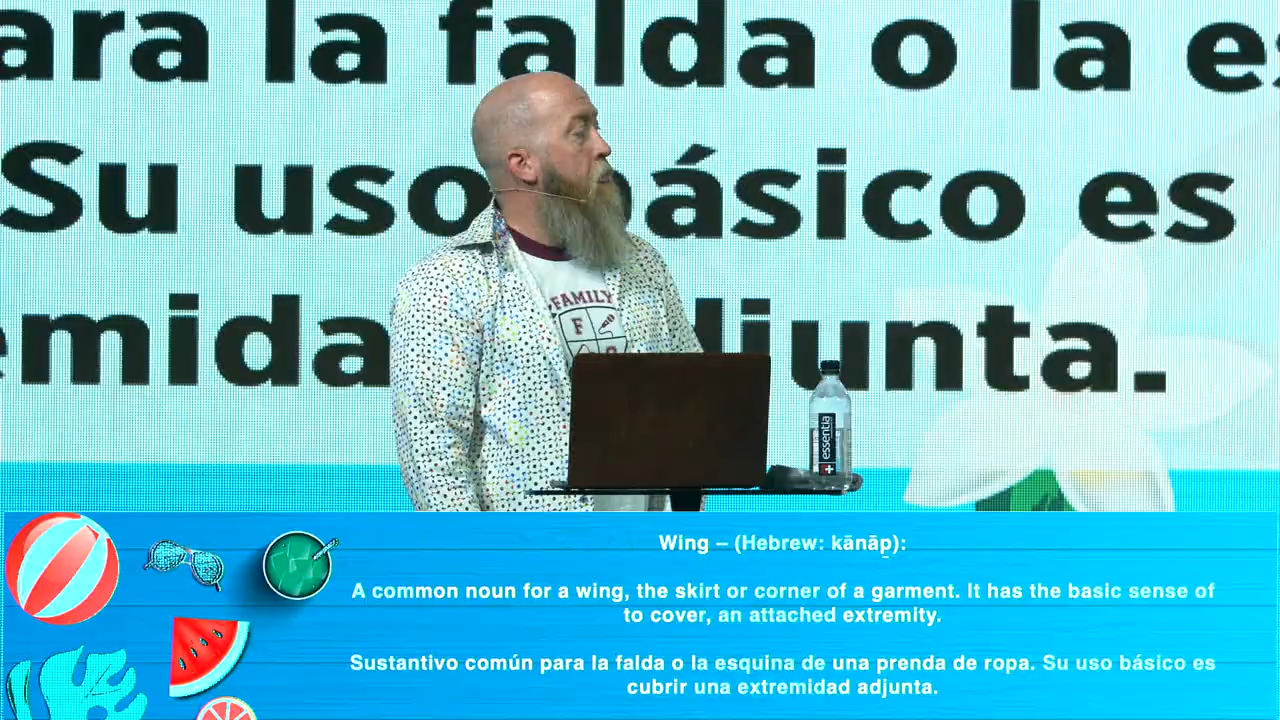 ara la falda o la es
Su uso básico es
emida adjunta.
FAMILY
F
essentia
Wing – (Hebrew: kānāp̱):
A common noun for a wing, the skirt or corner of a garment. It has the basic sense of
to cover, an attached extremity.
Sustantivo común para la falda o la esquina de una prenda de ropa. Su uso básico es
cubrir una extremidad adjunta.